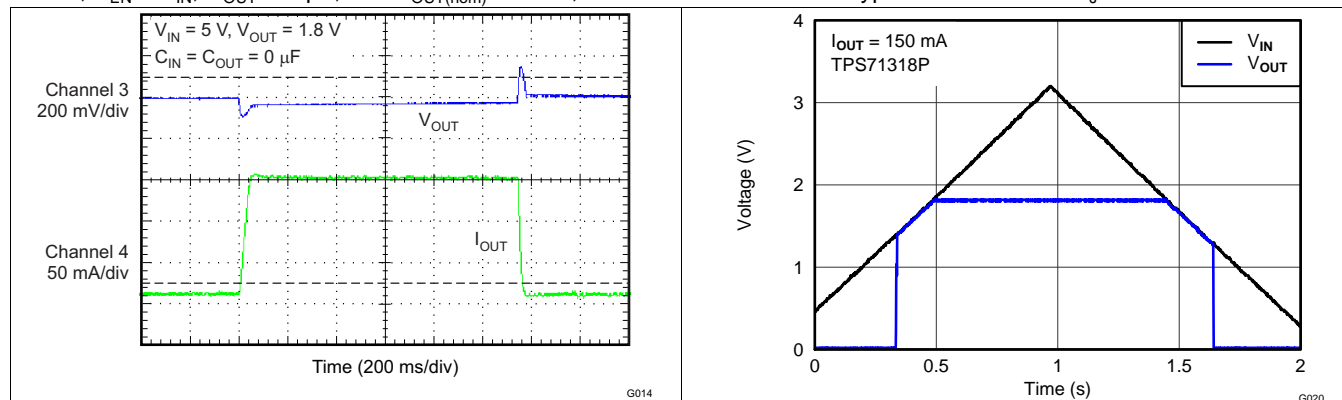 V_IN = 5 V, V_OUT = 1.8 V
C_IN = C_OUT = 0 μF
Channel 3
200 mV/div
V_OUT
Channel 4
50 mA/div
I_OUT
Time (200 ms/div)
G014
I_OUT = 150 mA
TPS71318P
V_IN
V_OUT
Voltage (V)
4
3
2
1
0
0
0.5
1
1.5
2
Time (s)
G020